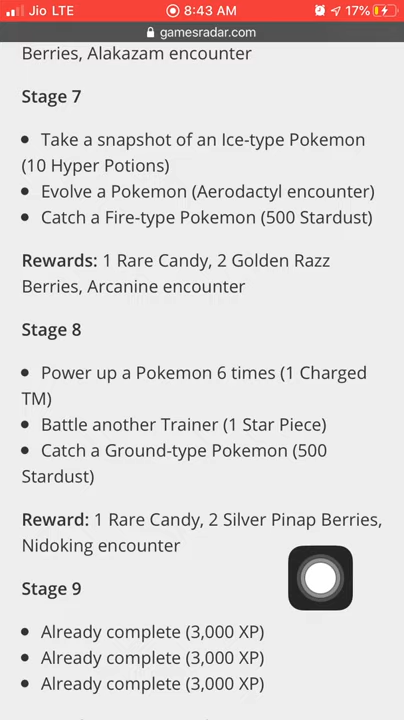 Jio LTE 8:43 AM 17%
gamesradar.com
Berries, Alakazam encounter
Stage 7
• Take a snapshot of an Ice-type Pokemon
(10 Hyper Potions)
• Evolve a Pokemon (Aerodactyl encounter)
• Catch a Fire-type Pokemon (500 Stardust)
Rewards: 1 Rare Candy, 2 Golden Razz
Berries, Arcanine encounter
Stage 8
• Power up a Pokemon 6 times (1 Charged
TM)
• Battle another Trainer (1 Star Piece)
• Catch a Ground-type Pokemon (500
Stardust)
Reward: 1 Rare Candy, 2 Silver Pinap Berries,
Nidoking encounter
Stage 9
• Already complete (3,000 XP)
• Already complete (3,000 XP)
• Already complete (3,000 XP)